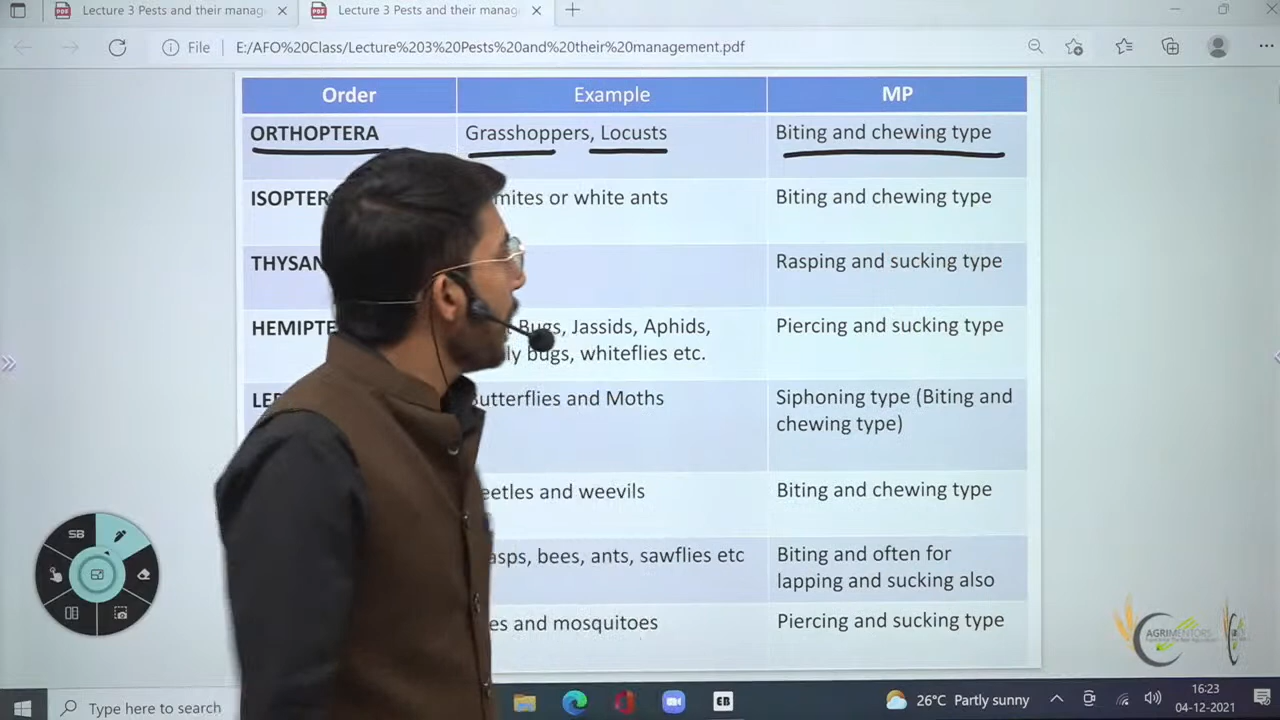 Lecture 3 Pests and their manag
Lecture 3 Pests and their manag
File
E:/AFO%20Class/Lecture%203%20Pests%20and%20their%20management.pdf
Order Example MP
ORTHOPTERA Grasshoppers, Locusts Biting and chewing type
ISOPTER mites or white ants Biting and chewing type
THYSAN Rasping and sucking type
HEMIPTE Bugs, Jassids, Aphids, Piercing and sucking type
ly bugs, whiteflies etc.
Butterflies and Moths Siphoning type (Biting and
chewing type)
eetles and weevils Biting and chewing type
asps, bees, ants, sawflies etc Biting and often for
lapping and sucking also
es and mosquitoes Piercing and sucking type
SB
AGRIMENTORS
Type here to search
EB
26°C Partly sunny
16:23
04-12-2021